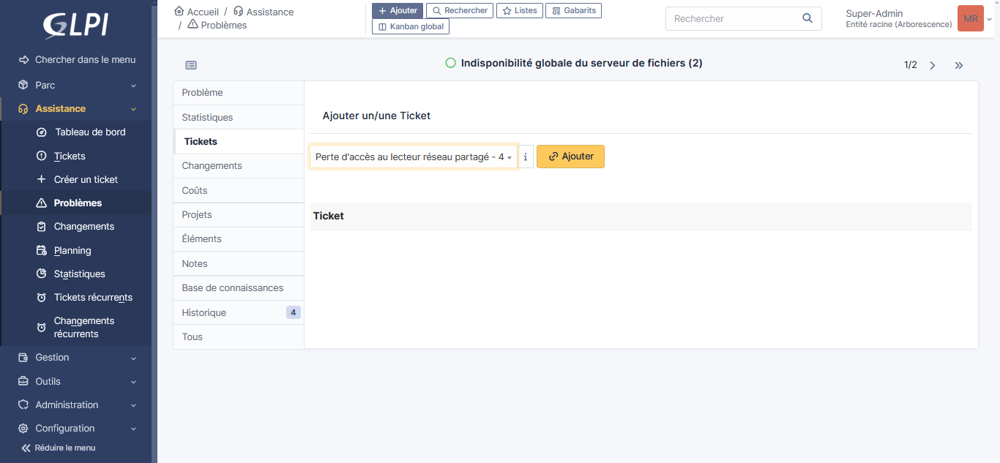 GLPI
Chercher dans le menu
Parc
Assistance
Tableau de bord
Tickets
Créer un ticket
Problèmes
Changements
Planning
Statistiques
Tickets récurrents
Changements
récurrents
Gestion
Outils
Administration
Configuration
Réduire le menu
Accueil / Assistance
/ Problèmes
Ajouter
Rechercher
Listes
Gabarits
Kanban global
Rechercher
Super-Admin
Entité racine (Arborescence)
MR
Indisponibilité globale du serveur de fichiers (2)
1/2
Problème
Statistiques
Tickets
Changements
Coûts
Projets
Éléments
Notes
Base de connaissances
Historique 4
Tous
Ajouter un/une Ticket
Perte d'accès au lecteur réseau partagé - 4
i
Ajouter
Ticket